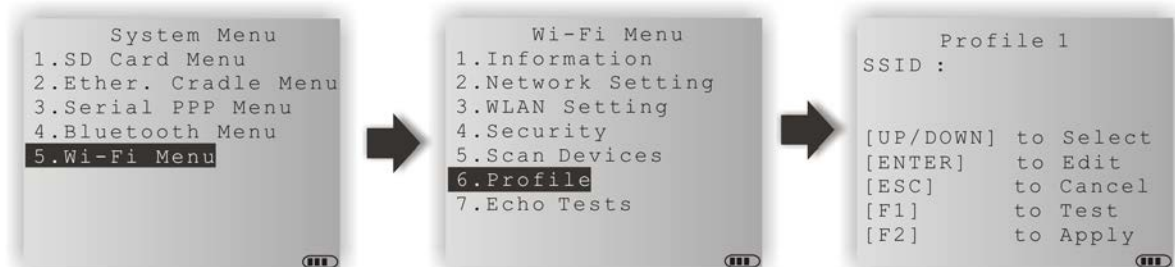 System Menu
1.SD Card Menu
2.Ether. Cradle Menu
3.Serial PPP Menu
4.Bluetooth Menu
5.Wi-Fi Menu
Wi-Fi Menu
1.Information
2.Network Setting
3.WLAN Setting
4.Security
5.Scan Devices
6.Profile
7.Echo Tests
Profile 1
SSID :
[UP/DOWN] to Select
[ENTER] to Edit
[ESC] to Cancel
[F1] to Test
[F2] to Apply